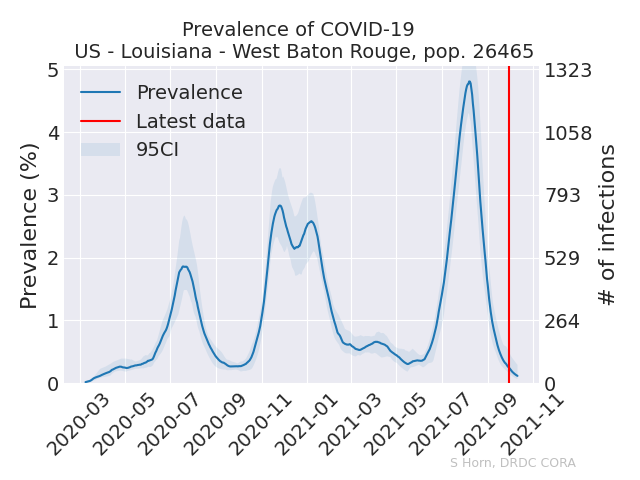 Prevalence of COVID-19
US - Louisiana - West Baton Rouge, pop. 26465
Prevalence
Latest data
95CI
Prevalence (%)
5
4
3
2
1
0
1323
1058
793
529
264
0
# of infections
2020-03
2020-05
2020-07
2020-09
2020-11
2021-01
2021-03
2021-05
2021-07
2021-09
2021-11
S Horn, DRDC CORA